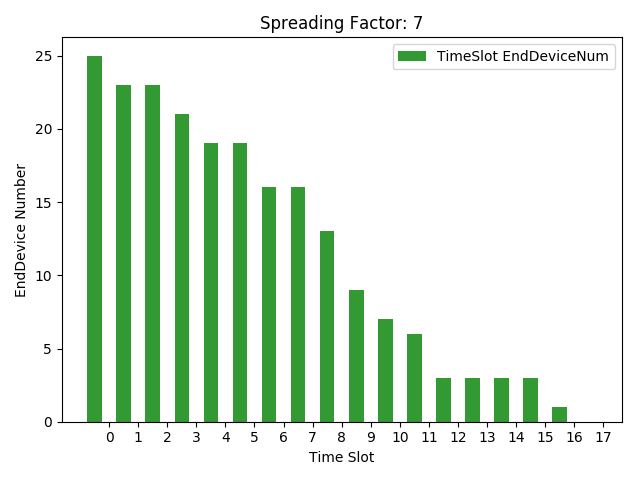 Spreading Factor: 7
TimeSlot EndDeviceNum
EndDevice Number
25
20
15
10
5
0
0 1 2 3 4 5 6 7 8 9 10 11 12 13 14 15 16 17
Time Slot